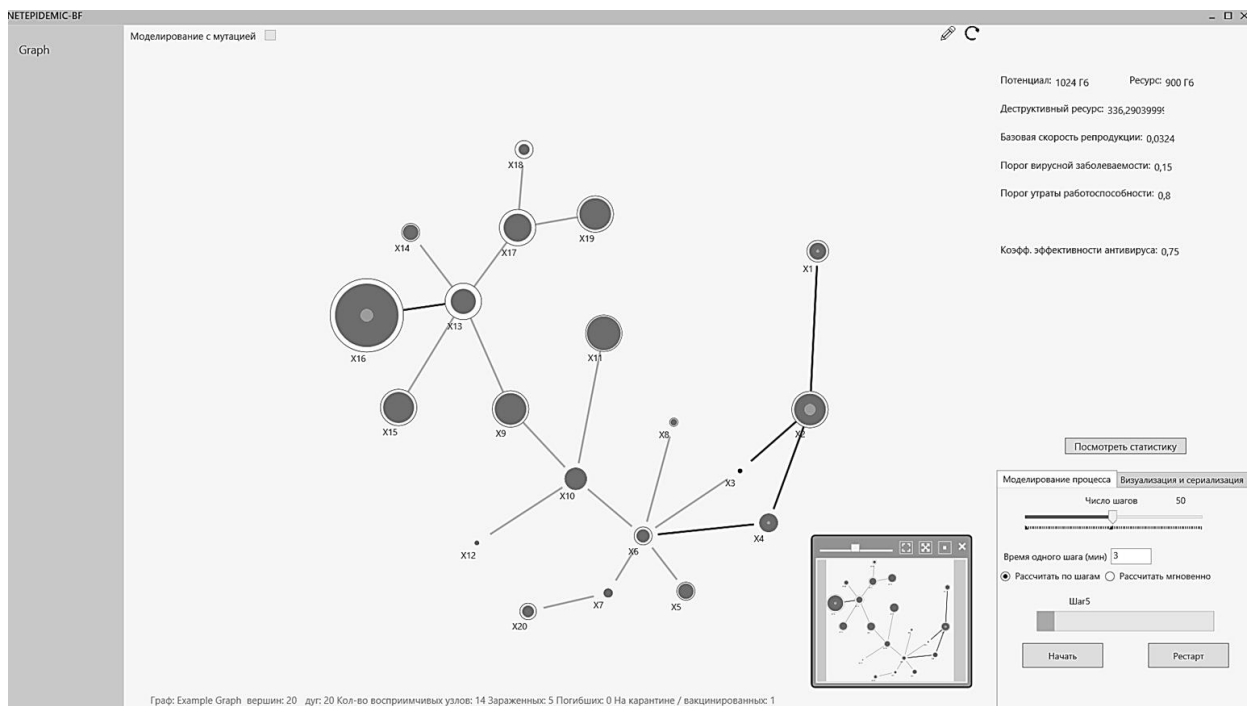 NETEPIDEMIC-BF
Graph
Моделирование с мутацией
Потенциал: 1024 Гб Ресурс: 900 Гб
Деструктивный ресурс: 336,29039999
Базовая скорость репродукции: 0,0324
Порог вирусной заболеваемости: 0,15
Порог утраты работоспособности: 0,8
Коэфф. эффективности антивируса: 0,75
X18
X14
X17
X19
X1
X13
X16
X11
X15
X9
X8
X2
X3
X10
X12
X6
X4
X7
X5
X20
Посмотреть статистику
Моделирование процесса Визуализация и сериализация
Число шагов 50
Время одного шага (мин) 3
Рассчитать по шагам Рассчитать мгновенно
Шаг5
Начать Рестарт
Граф: Example Graph вершин: 20 дуг: 20 Кол-во восприимчивых узлов: 14 Зараженных: 5 Погибших: 0 На карантине / вакцинированных: 1